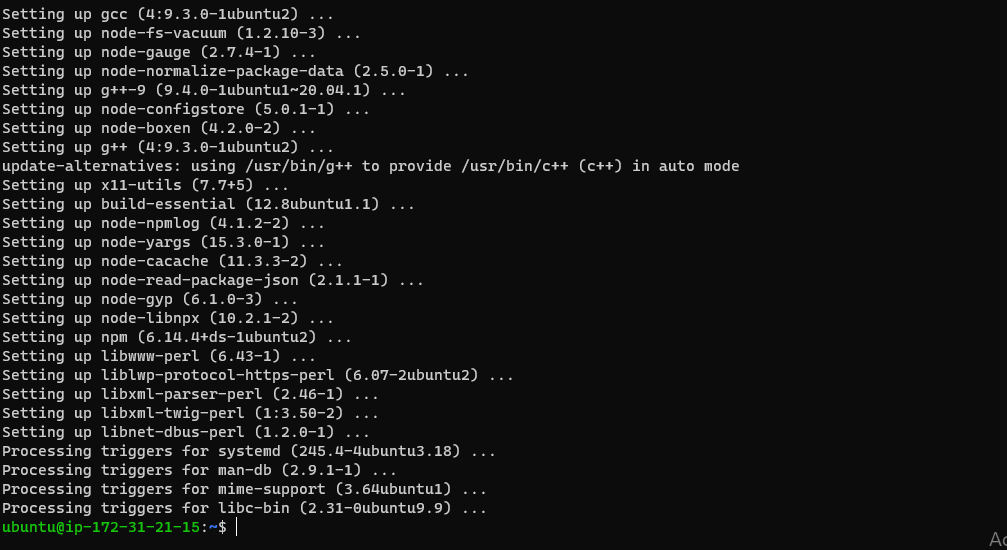 Setting up gcc (4:9.3.0-1ubuntu2) ...
Setting up node-fs-vacuum (1.2.10-3) ...
Setting up node-gauge (2.7.4-1) ...
Setting up node-normalize-package-data (2.5.0-1) ...
Setting up g++-9 (9.4.0-1ubuntu1~20.04.1) ...
Setting up node-configstore (5.0.1-1) ...
Setting up node-boxen (4.2.0-2) ...
Setting up g++ (4:9.3.0-1ubuntu2) ...
update-alternatives: using /usr/bin/g++ to provide /usr/bin/c++ (c++) in auto mode
Setting up x11-utils (7.7+5) ...
Setting up build-essential (12.8ubuntu1.1) ...
Setting up node-npmlog (4.1.2-2) ...
Setting up node-yargs (15.3.0-1) ...
Setting up node-cacache (11.3.3-2) ...
Setting up node-read-package-json (2.1.1-1) ...
Setting up node-gyp (6.1.0-3) ...
Setting up node-libnpx (10.2.1-2) ...
Setting up npm (6.14.4+ds-1ubuntu2) ...
Setting up libwww-perl (6.43-1) ...
Setting up liblwp-protocol-https-perl (6.07-2ubuntu2) ...
Setting up libxml-parser-perl (2.46-1) ...
Setting up libxml-twig-perl (1:3.50-2) ...
Setting up libnet-dbus-perl (1.2.0-1) ...
Processing triggers for systemd (245.4-4ubuntu3.18) ...
Processing triggers for man-db (2.9.1-1) ...
Processing triggers for mime-support (3.64ubuntu1) ...
Processing triggers for libc-bin (2.31-0ubuntu9.9) ...
ubuntu@ip-172-31-21-15:~$